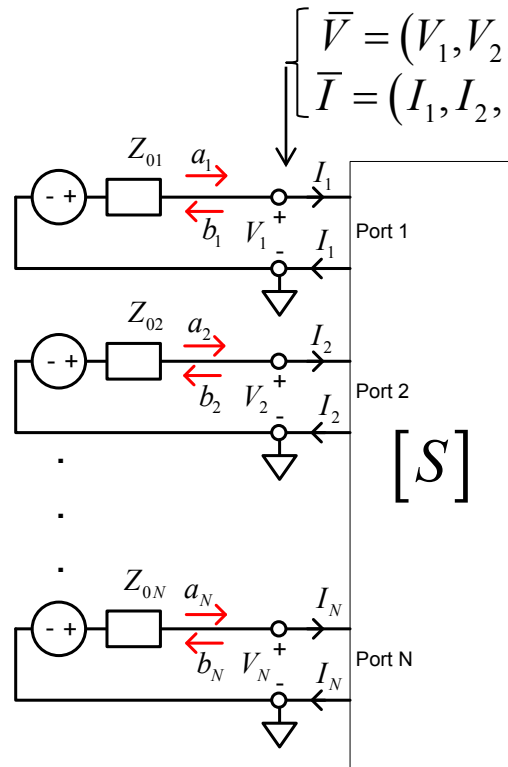 V̅ = (V₁, V₂
I̅ = (I₁, I₂,
Z₀₁ a₁ I₁
- + b₁ V₁ + Port 1
- I₁
Z₀₂ a₂ I₂
- + b₂ V₂ + Port 2
- I₂
[S]
.
.
.
Z₀N aN IN
- + bN VN + Port N
- IN